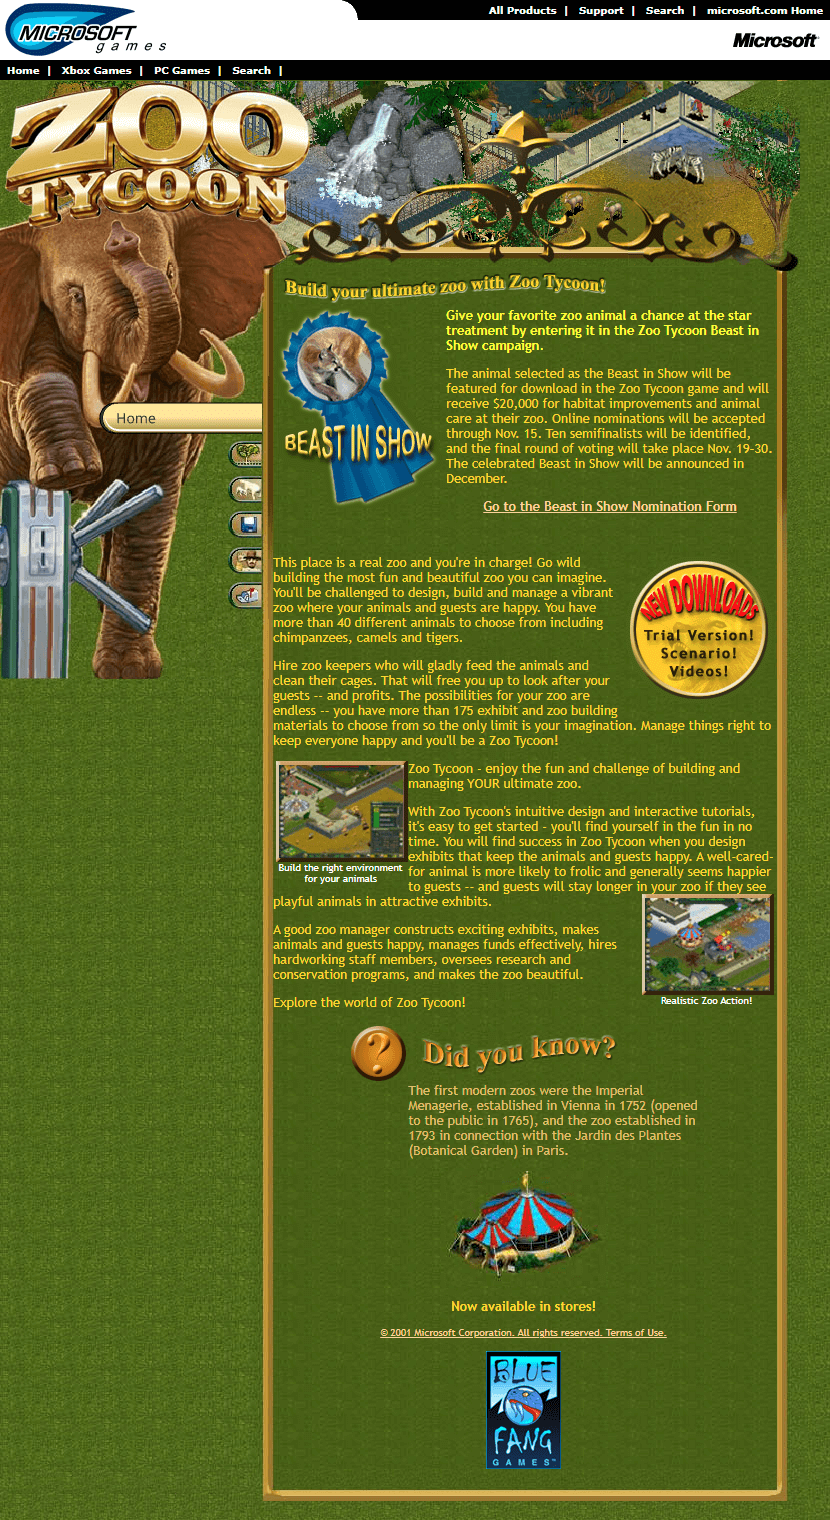 MICROSOFT
games
All Products | Support | Search | microsoft.com Home
Microsoft
Home | Xbox Games | PC Games | Search |
ZOO
TYCOON
Build your ultimate zoo with Zoo Tycoon!
Give your favorite zoo animal a chance at the star
treatment by entering it in the Zoo Tycoon Beast in
Show campaign.
The animal selected as the Beast in Show will be
featured for download in the Zoo Tycoon game and will
receive $20,000 for habitat improvements and animal
care at their zoo. Online nominations will be accepted
through Nov. 15. Ten semifinalists will be identified,
and the final round of voting will take place Nov. 19-30.
The celebrated Beast in Show will be announced in
December.
BEAST IN SHOW
Go to the Beast in Show Nomination Form
Home
This place is a real zoo and you're in charge! Go wild
building the most fun and beautiful zoo you can imagine.
You'll be challenged to design, build and manage a vibrant
zoo where your animals and guests are happy. You have
more than 40 different animals to choose from including
chimpanzees, camels and tigers.
NEW DOWNLOADS
Trial Version!
Scenario!
Videos!
Hire zoo keepers who will gladly feed the animals and
clean their cages. That will free you up to look after your
guests -- and profits. The possibilities for your zoo are
endless -- you have more than 175 exhibit and zoo building
materials to choose from so the only limit is your imagination. Manage things right to
keep everyone happy and you'll be a Zoo Tycoon!
Zoo Tycoon - enjoy the fun and challenge of building and
managing YOUR ultimate zoo.
Build the right environment
for your animals
With Zoo Tycoon's intuitive design and interactive tutorials,
it's easy to get started - you'll find yourself in the fun in no
time. You will find success in Zoo Tycoon when you design
exhibits that keep the animals and guests happy. A well-cared-
for animal is more likely to frolic and generally seems happier
to guests -- and guests will stay longer in your zoo if they see
playful animals in attractive exhibits.
A good zoo manager constructs exciting exhibits, makes
animals and guests happy, manages funds effectively, hires
hardworking staff members, oversees research and
conservation programs, and makes the zoo beautiful.
Realistic Zoo Action!
Explore the world of Zoo Tycoon!
?
Did you know?
The first modern zoos were the Imperial
Menagerie, established in Vienna in 1752 (opened
to the public in 1765), and the zoo established in
1793 in connection with the Jardin des Plantes
(Botanical Garden) in Paris.
Now available in stores!
© 2001 Microsoft Corporation. All rights reserved. Terms of Use.
BLUE
FANG
GAMES™